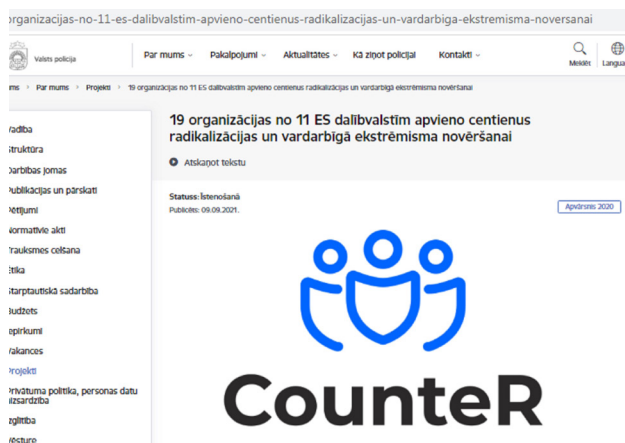 organizacijas-no-11-es-dalibvalstim-apvieno-centienus-radikalizacijas-un-vardarbiga-ekstremisma-noversanai
Valsts policija
Par mums
Pakalpojumi
Aktualitātes
Kā ziņot policijai
Kontakti
Meklēt
Langua
ms > Par mums > Projekti > 19 organizācijas no 11 ES dalībvalstīm apvieno centienus radikalizācijas un vardarbīgā ekstrēmisma novēršanai
19 organizācijas no 11 ES dalībvalstīm apvieno centienus
radikalizācijas un vardarbīgā ekstrēmisma novēršanai
Atskaņot tekstu
Statuss: Īstenošanā
Publicēts: 09.09.2021.
Apvārsnis 2020
CounteR
Vadība
Struktūra
Darbības jomas
Publikācijas un pārskati
Pētījumi
Normatīvie akti
Trauksmes celšana
Ētika
Starptautiskā sadarbība
Budžets
Iepirkumi
Vakances
Projekti
Privātuma politika, personas datu
aizsardzība
Izglītība
Vēsture